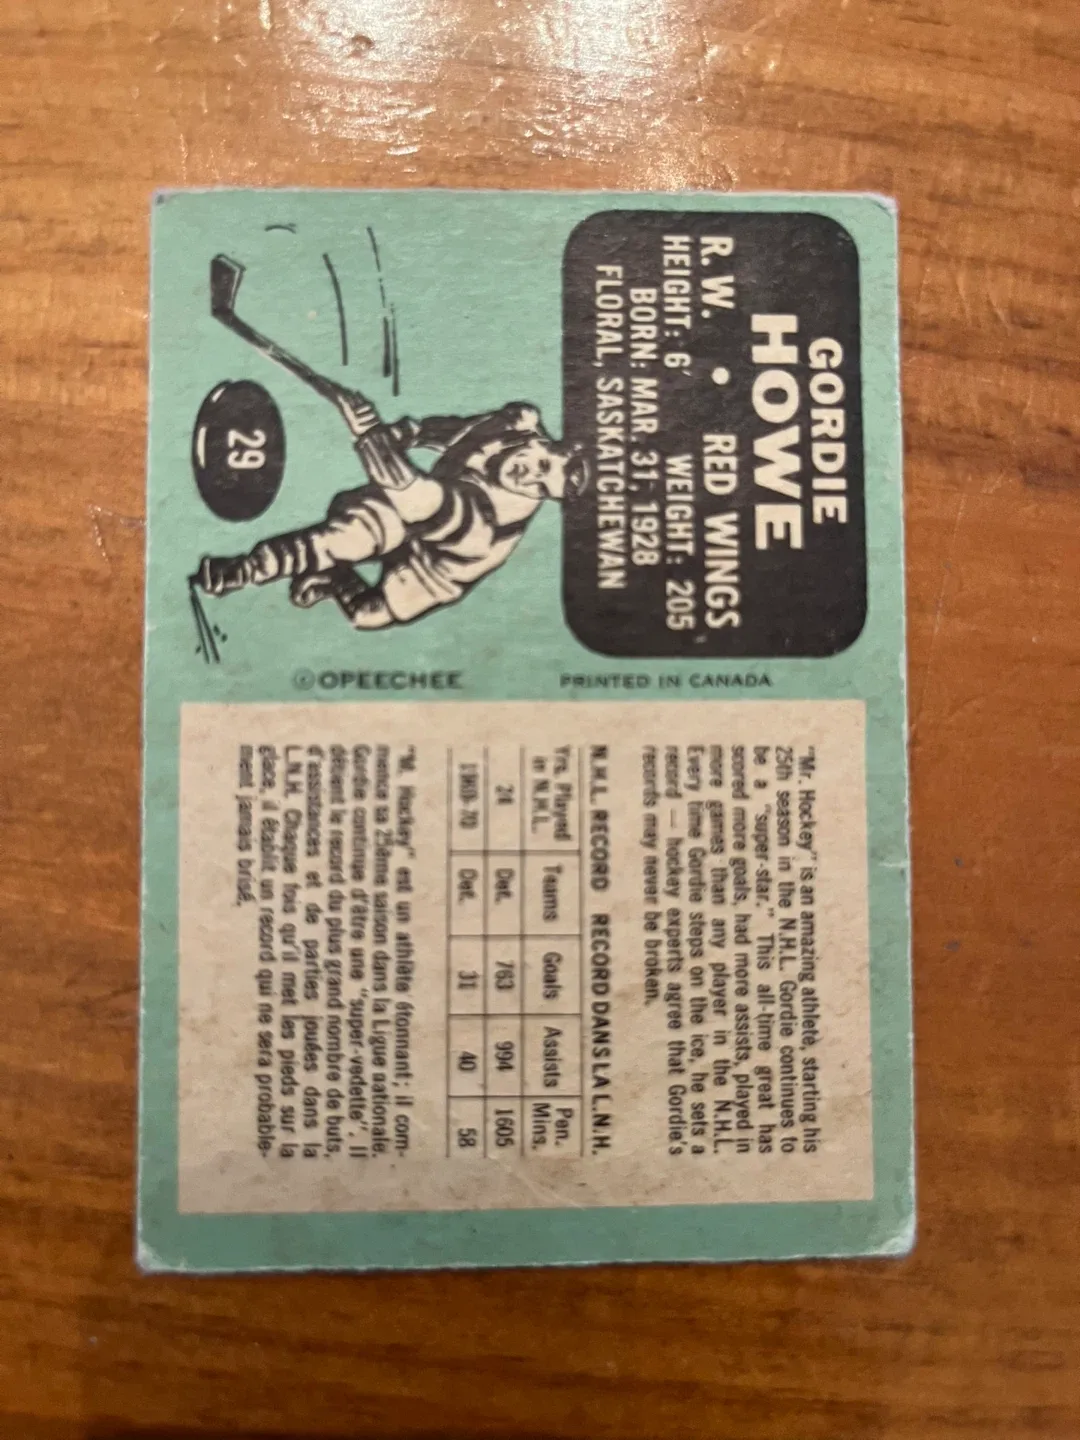 GORDIE
HOWE
R. W. • RED WINGS
HEIGHT: 6' WEIGHT: 205
BORN: MAR. 31, 1928
FLORAL, SASKATCHEWAN
29
©OPEECHEE PRINTED IN CANADA
"Mr. Hockey" is an amazing athlete, starting his
25th season in the N.H.L. Gordie continues to
be a "super-star." This all-time great has
scored more goals, had more assists, played in
more games than any player in the N.H.L.
Every time Gordie steps on the ice, he sets a
record — hockey experts agree that Gordie's
records may never be broken.
N.H.L. RECORD RECORD DANS LA L.N.H.
Yrs. Played in N.H.L. Teams Goals Assists Pen. Mins.
24 Det. 763 994 1605
1969-70 Det. 31 40 58
"M. Hockey" est un athlète étonnant; il com-
mence sa 25ème saison dans la Ligue nationale.
Gordie continue d'être une "super-vedette". Il
détient le record du plus grand nombre de buts,
d'assistances et de parties jouées dans la
L.N.H. Chaque fois qu'il met les pieds sur la
glace, il établit un record qui ne sera probable-
ment jamais brisé.